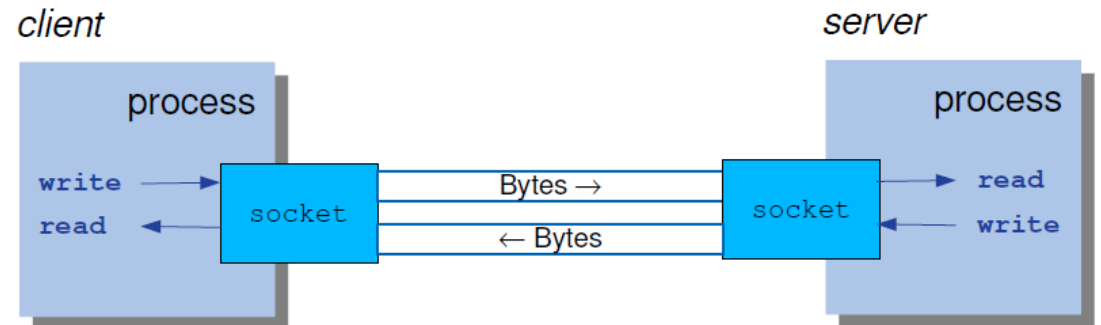 client
server
process
process
write
Bytes →
read
socket
socket
read
← Bytes
write